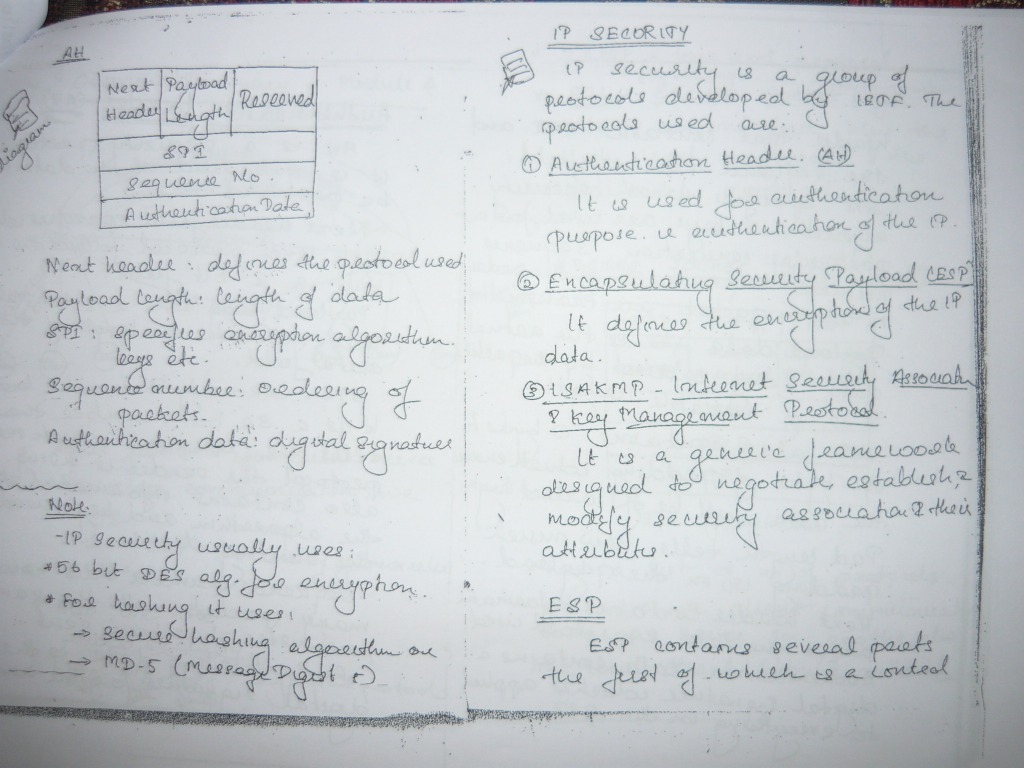 AH
Next Header
Payload Length
Reserved
SPI
Sequence No.
Authentication Data
diagram
Next header : defines the protocol used
Payload length : length of data
SPI : specifies encryption algorithm.
keys etc.
Sequence number : Ordering of
packets.
Authentication data : digital signature
Note.
- IP security usually uses :
* 56 bit DES alg. for encryption.
* For hashing it uses :
→ Secure hashing algorithm or
→ MD-5 (Message Digest
IP SECURITY
IP security is a group of
protocols developed by IETF. The
protocols used are :
① Authentication Header. (AH)
It is used for authentication
purpose. ie authentication of the IP.
② Encapsulating Security Payload (ESP)
It defines the encryption of the IP
data.
③ ISAKMP - Internet Security Association
& Key Management Protocol.
It is a generic framework
designed to negotiate, establish, &
modify security association & their
attributes.
ESP
ESP contains several parts
the first of which is a control